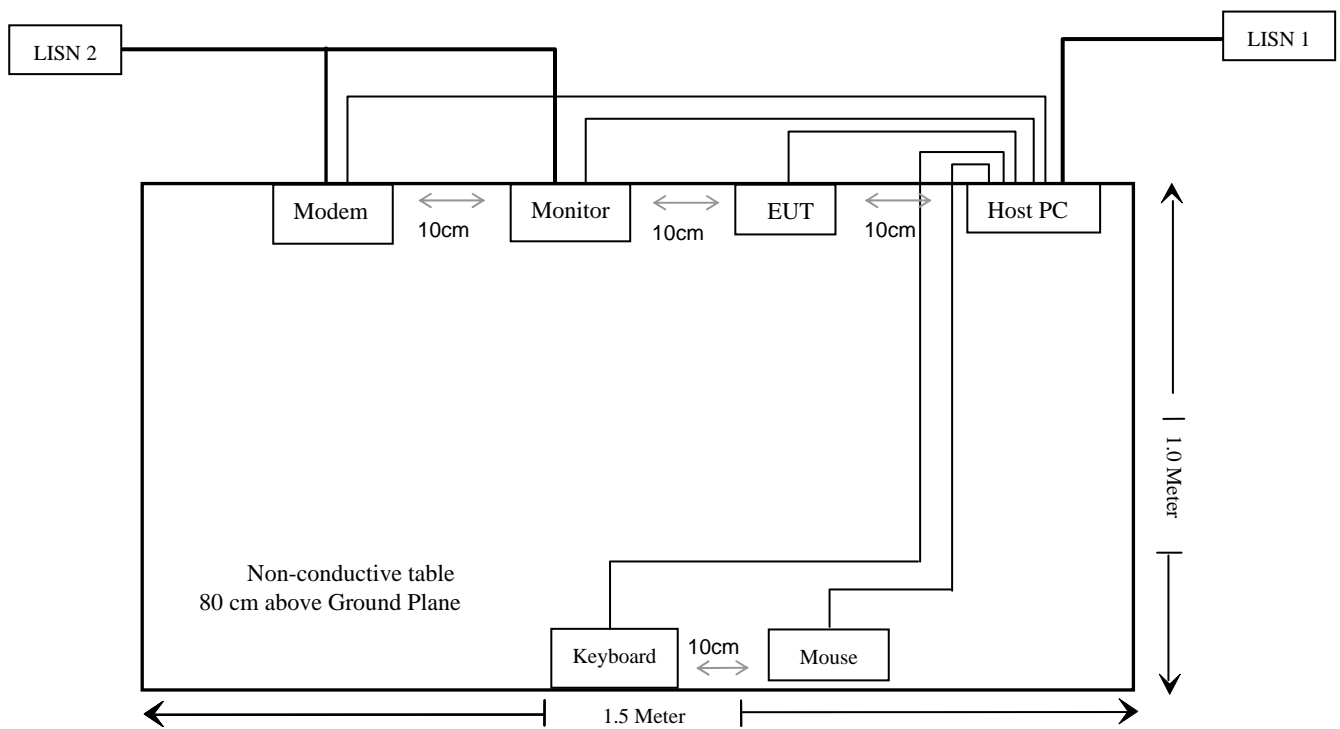 LISN 2
LISN 1
Modem
Monitor
EUT
Host PC
10cm
10cm
10cm
1.0 Meter
Non-conductive table
80 cm above Ground Plane
Keyboard
10cm
Mouse
1.5 Meter